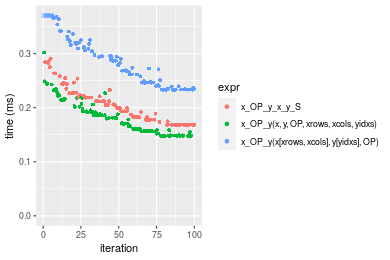 expr
x_OP_y_x_y_S
x_OP_y(x, y, OP, xrows, xcols, yidxs)
x_OP_y(x[xrows, xcols], y[yidxs], OP)
time (ms)
0.3
0.2
0.1
0.0
0
25
50
75
100
iteration